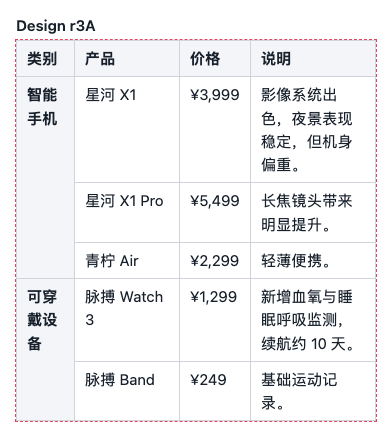 Design r3A
类别 产品 价格 说明
智能
手机
星河 X1 ¥3,999 影像系统出
色，夜景表现
稳定，但机身
偏重。
星河 X1 Pro ¥5,499 长焦镜头带来
明显提升。
青柠 Air ¥2,299 轻薄便携。
可穿
戴设
备
脉搏 Watch
3
¥1,299 新增血氧与睡
眠呼吸监测，
续航约 10 天。
脉搏 Band ¥249 基础运动记
录。